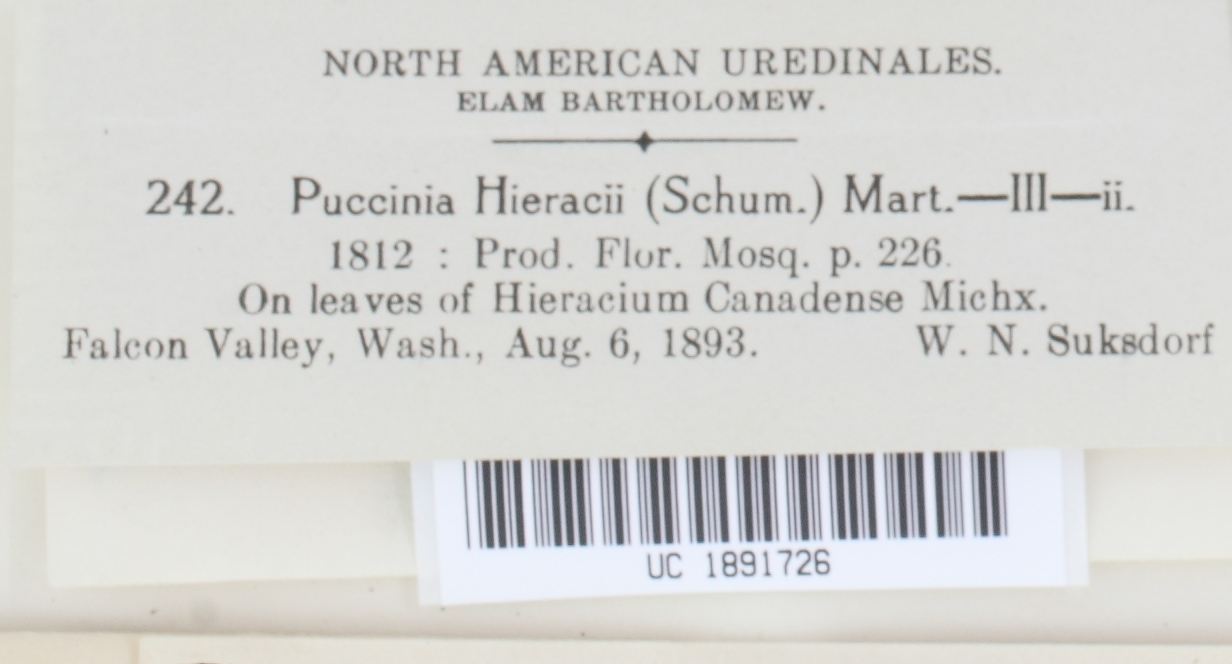 NORTH AMERICAN UREDINALES.
ELAM BARTHOLOMEW.
242. Puccinia Hieracii (Schum.) Mart.—III—ii.
1812 : Prod. Flor. Mosq. p. 226.
On leaves of Hieracium Canadense Michx.
Falcon Valley, Wash., Aug. 6, 1893. W. N. Suksdorf
UC 1891726